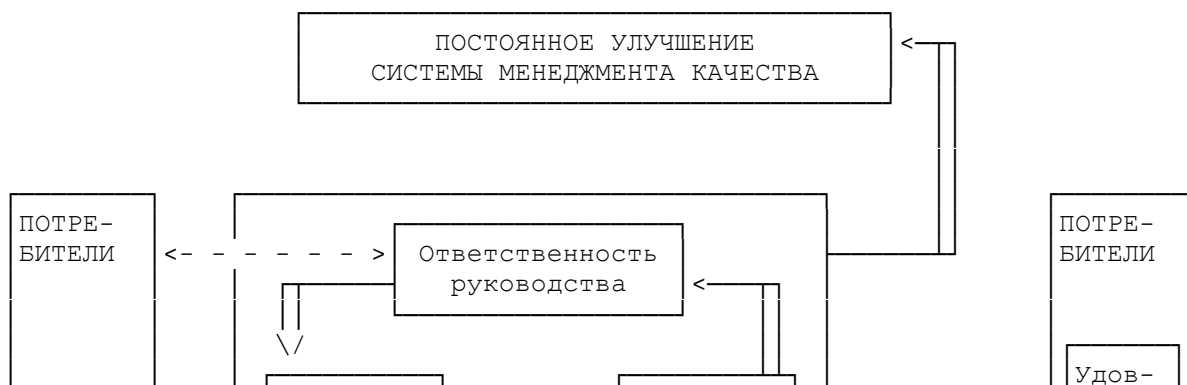 ПОСТОЯННОЕ УЛУЧШЕНИЕ
СИСТЕМЫ МЕНЕДЖМЕНТА КАЧЕСТВА
ПОТРЕ-
БИТЕЛИ
Ответственность
руководства
ПОТРЕ-
БИТЕЛИ
Удов-